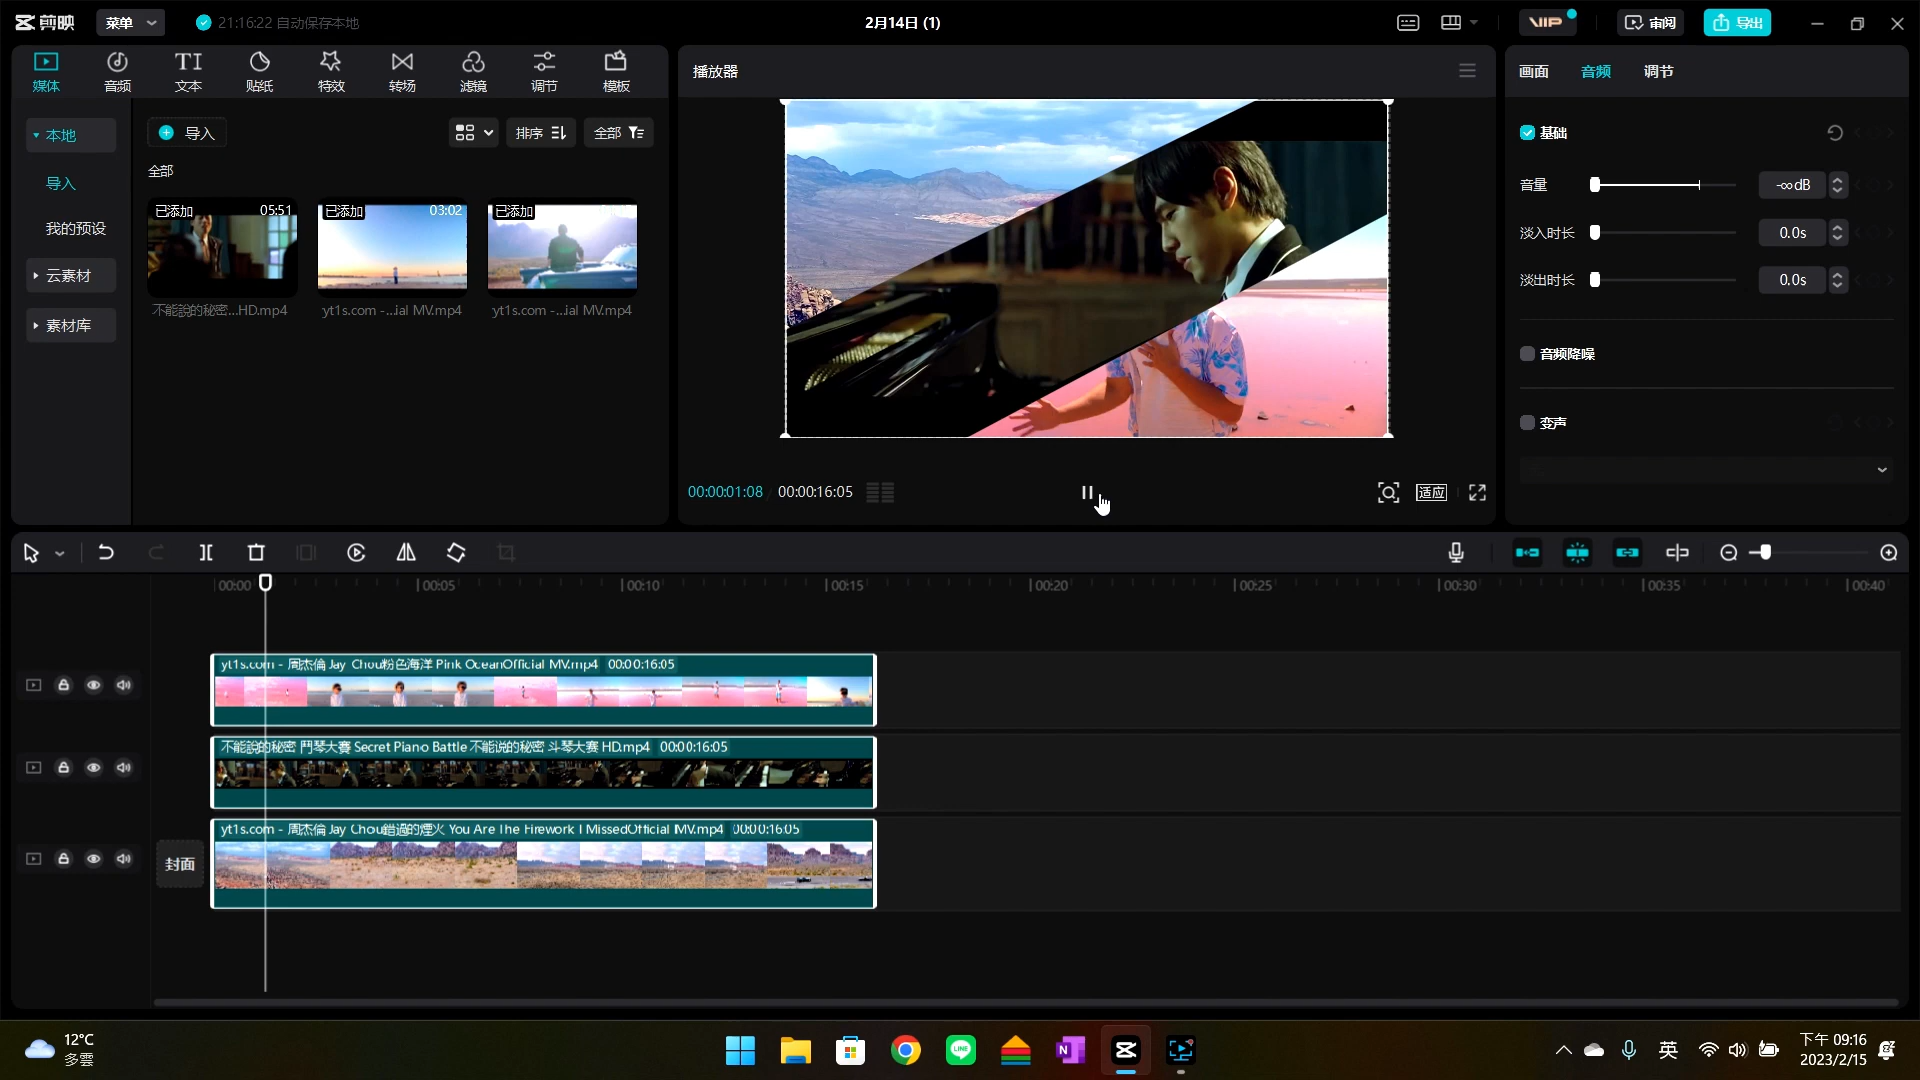 剪映
菜单
21:16:22 自动保存本地
2月14日 (1)
VIP
审阅
导出
媒体
音频
TI
文本
贴纸
特效
转场
滤镜
调节
模板
本地
导入
我的预设
云素材
素材库
导入
排序
全部
全部
已添加
05:51
已添加
03:02
已添加
不能說的秘密...HD.mp4
yt1s.com -...ial MV.mp4
yt1s.com -...ial MV.mp4
播放器
00:00:01:08
00:00:16:05
适应
画面
音频
调节
基础
音量
-∞dB
淡入时长
0.0s
淡出时长
0.0s
音频降噪
变声
00:00
00:05
00:10
00:15
00:20
00:25
00:30
00:35
00:40
yt1s.com - 周杰倫 Jay Chou粉色海洋 Pink OceanOfficial MV.mp4 00:00:16:05
不能說的秘密 鬥琴大賽 Secret Piano Battle 不能说的秘密 斗琴大赛 HD.mp4 00:00:16:05
封面
yt1s.com - 周杰倫 Jay Chou錯過的煙火 You Are The Firework I MissedOfficial MV.mp4 00:00:16:05
12°C
多雲
LINE
N
英
下午 09:16
2023/2/15